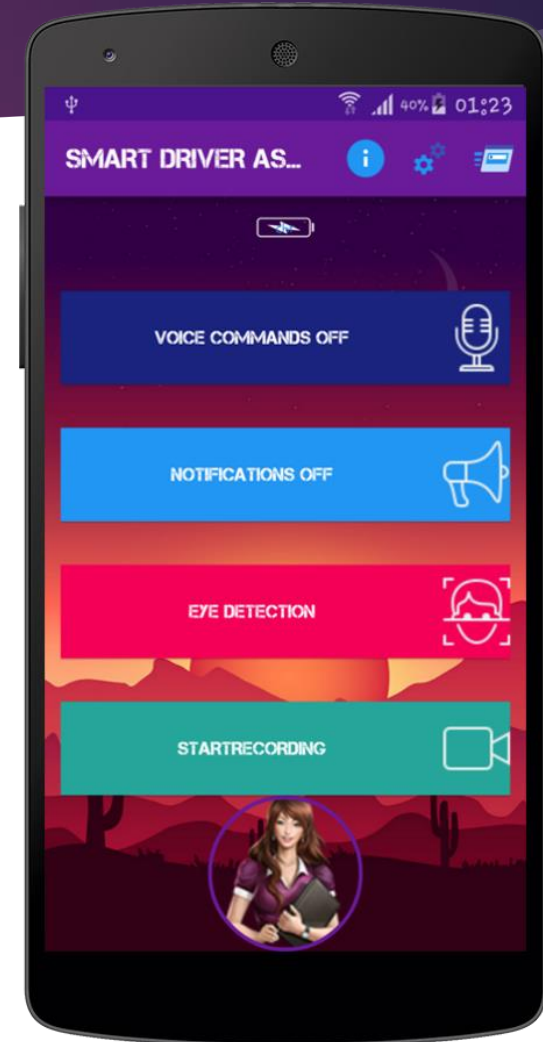 40% 01:23
SMART DRIVER AS...
VOICE COMMANDS OFF
NOTIFICATIONS OFF
EYE DETECTION
STARTRECORDING